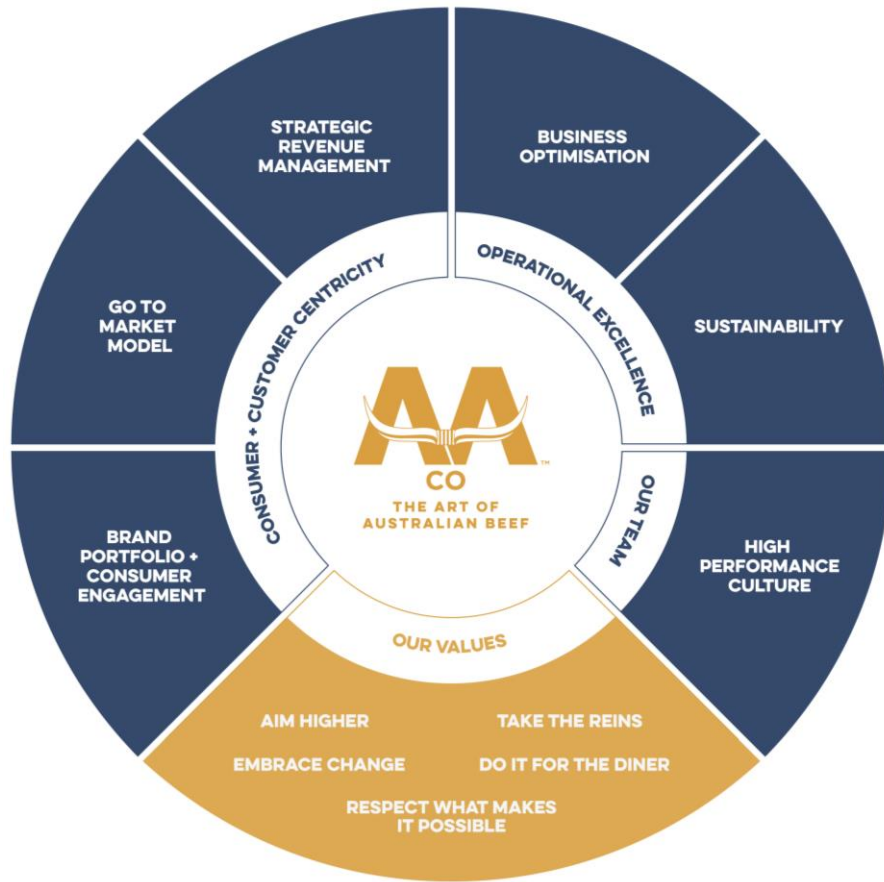 STRATEGIC
REVENUE
MANAGEMENT
BUSINESS
OPTIMISATION
GO TO
MARKET
MODEL
SUSTAINABILITY
BRAND
PORTFOLIO +
CONSUMER
ENGAGEMENT
HIGH
PERFORMANCE
CULTURE
CONSUMER + CUSTOMER CENTRICITY
OPERATIONAL EXCELLENCE
OUR TEAM
AA™
CO
THE ART OF
AUSTRALIAN BEEF
OUR VALUES
AIM HIGHER
TAKE THE REINS
EMBRACE CHANGE
DO IT FOR THE DINER
RESPECT WHAT MAKES
IT POSSIBLE